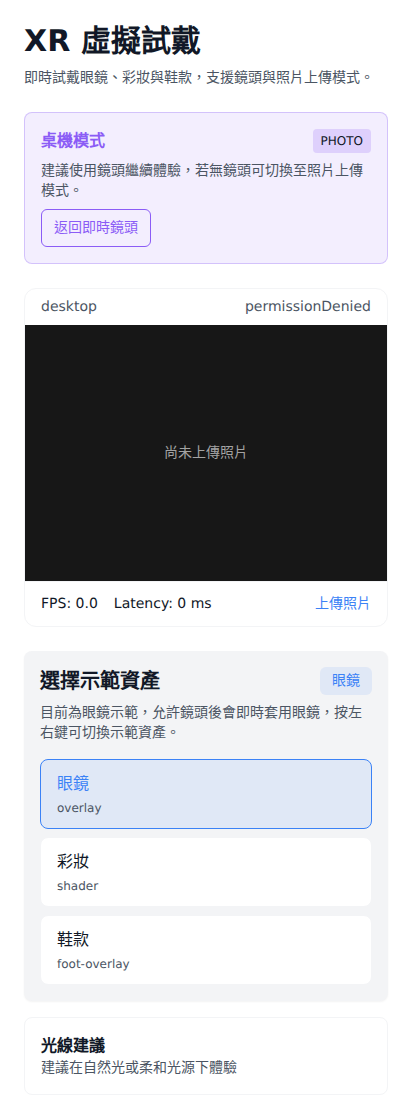 XR 虛擬試戴
即時試戴眼鏡、彩妝與鞋款，支援鏡頭與照片上傳模式。
桌機模式
PHOTO
建議使用鏡頭繼續體驗，若無鏡頭可切換至照片上傳
模式。
返回即時鏡頭
desktop
permissionDenied
尚未上傳照片
FPS: 0.0
Latency: 0 ms
上傳照片
選擇示範資產
眼鏡
目前為眼鏡示範，允許鏡頭後會即時套用眼鏡，按左
右鍵可切換示範資產。
眼鏡
overlay
彩妝
shader
鞋款
foot-overlay
光線建議
建議在自然光或柔和光源下體驗